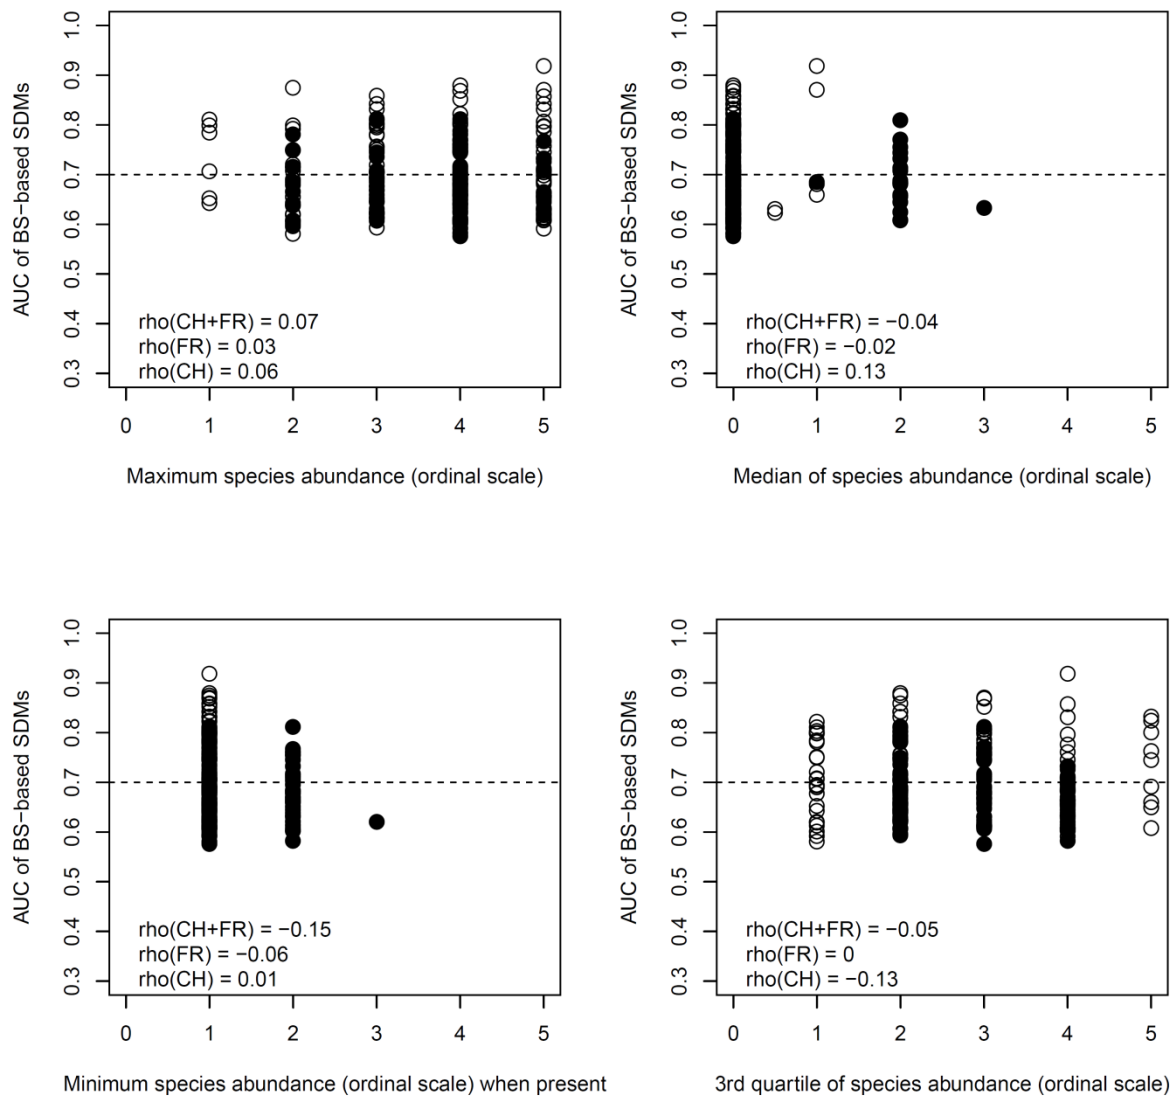 AUC of BS−based SDMs
1.0
0.9
0.8
0.7
0.6
0.5
0.4
0.3
rho(CH+FR) = 0.07
rho(FR) = 0.03
rho(CH) = 0.06
0 1 2 3 4 5
Maximum species abundance (ordinal scale)
AUC of BS−based SDMs
1.0
0.9
0.8
0.7
0.6
0.5
0.4
0.3
rho(CH+FR) = −0.04
rho(FR) = −0.02
rho(CH) = 0.13
0 1 2 3 4 5
Median of species abundance (ordinal scale)
AUC of BS−based SDMs
1.0
0.9
0.8
0.7
0.6
0.5
0.4
0.3
rho(CH+FR) = −0.15
rho(FR) = −0.06
rho(CH) = 0.01
0 1 2 3 4 5
Minimum species abundance (ordinal scale) when present
AUC of BS−based SDMs
1.0
0.9
0.8
0.7
0.6
0.5
0.4
0.3
rho(CH+FR) = −0.05
rho(FR) = 0
rho(CH) = −0.13
0 1 2 3 4 5
3rd quartile of species abundance (ordinal scale)